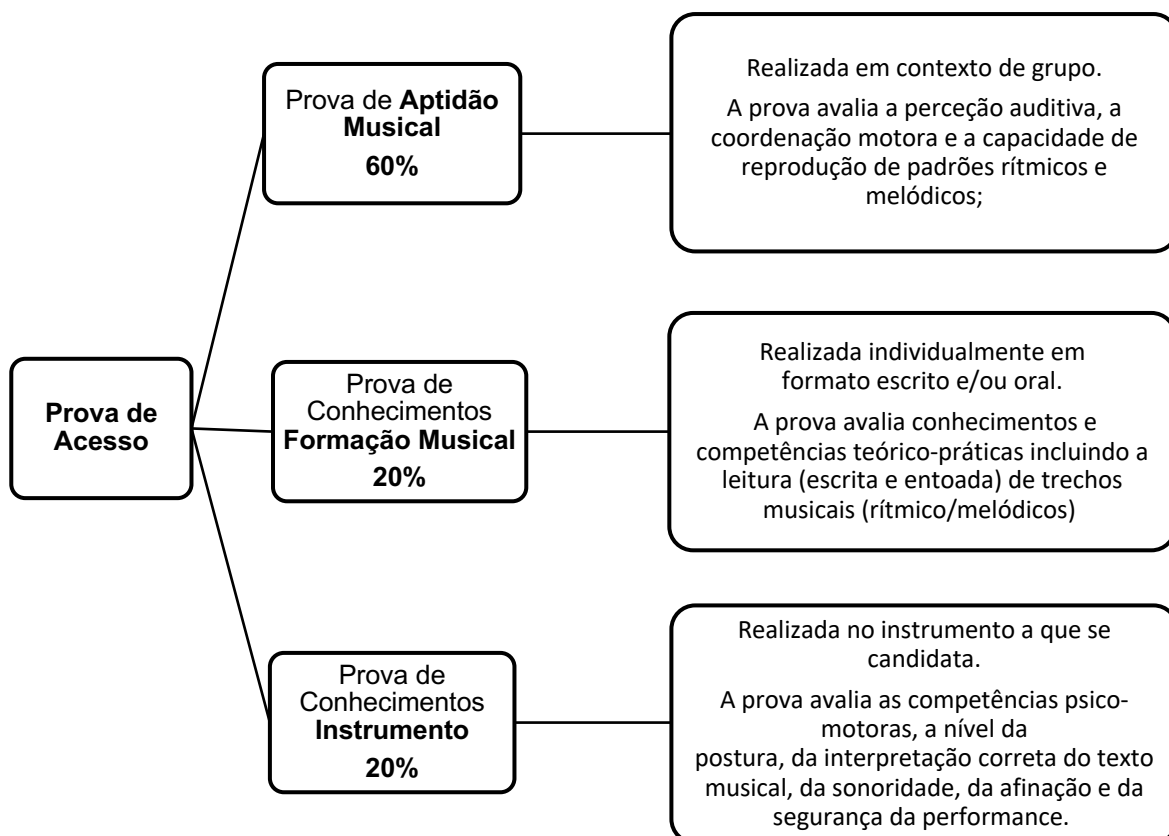 Prova de Acesso
Prova de Aptidão
Musical
60%
Realizada em contexto de grupo.
A prova avalia a perceção auditiva, a
coordenação motora e a capacidade de
reprodução de padrões rítmicos e
melódicos;
Prova de
Conhecimentos
Formação Musical
20%
Realizada individualmente em
formato escrito e/ou oral.
A prova avalia conhecimentos e
competências teórico-práticas incluindo a
leitura (escrita e entoada) de trechos
musicais (rítmico/melódicos)
Prova de
Conhecimentos
Instrumento
20%
Realizada no instrumento a que se
candidata.
A prova avalia as competências psico-
motoras, a nível da
postura, da interpretação correta do texto
musical, da sonoridade, da afinação e da
segurança da performance.